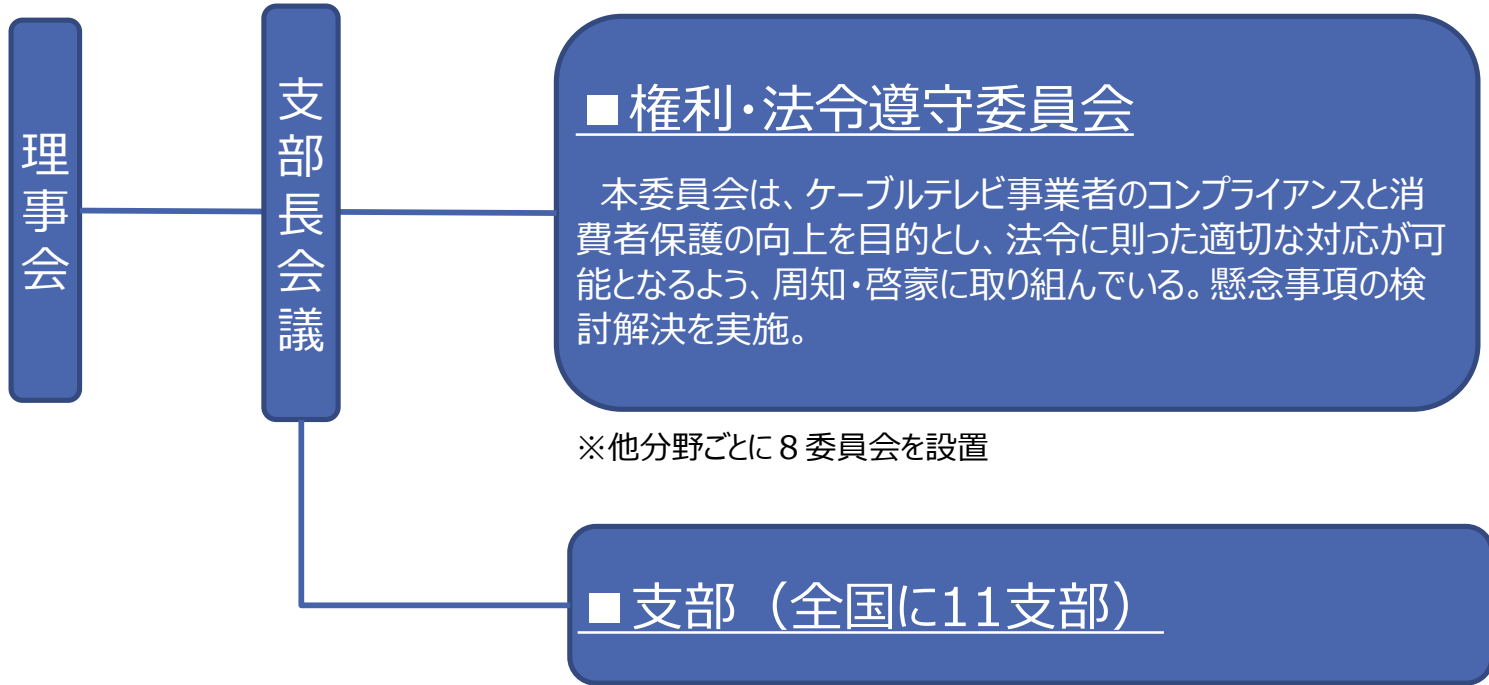 理事会
支部長会議
■権利・法令遵守委員会
本委員会は、ケーブルテレビ事業者のコンプライアンスと消
費者保護の向上を目的とし、法令に則った適切な対応が可
能となるよう、周知・啓蒙に取り組んでいる。懸念事項の検
討解決を実施。
※他分野ごとに８委員会を設置
■支部（全国に11支部）